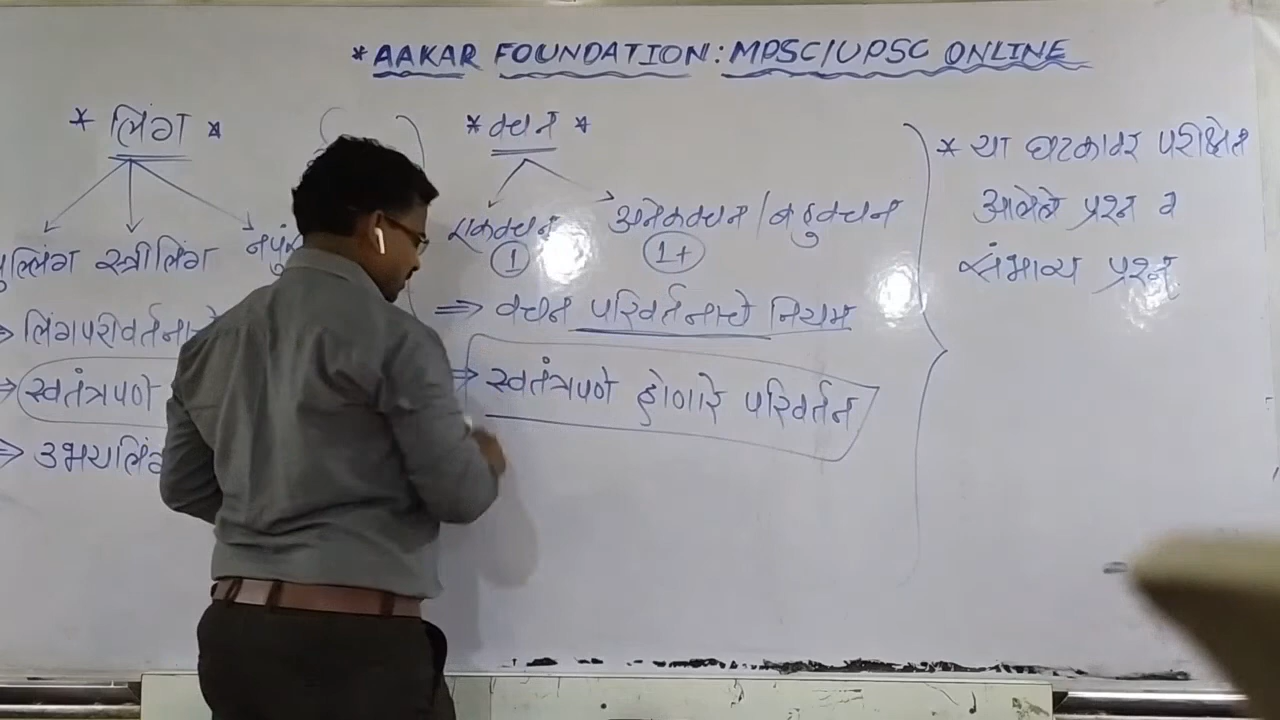 * AAKAR FOUNDATION: MPSC/UPSC ONLINE
* लिंग *
पुल्लिंग स्त्रीलिंग
लिंगपरीवर्तनाचे
⇒ स्वतंत्रपणे
⇒ उभयलिंग
* वचन *
एकवचन अनेकवचन / बहुवचन
1 1+
⇒ वचन परिवर्तनाचे नियम
⇒ स्वतंत्रपणे होणारे परिवर्तन
* या घटकावर परीक्षेत
आलेले प्रश्न व
संभाव्य प्रश्न